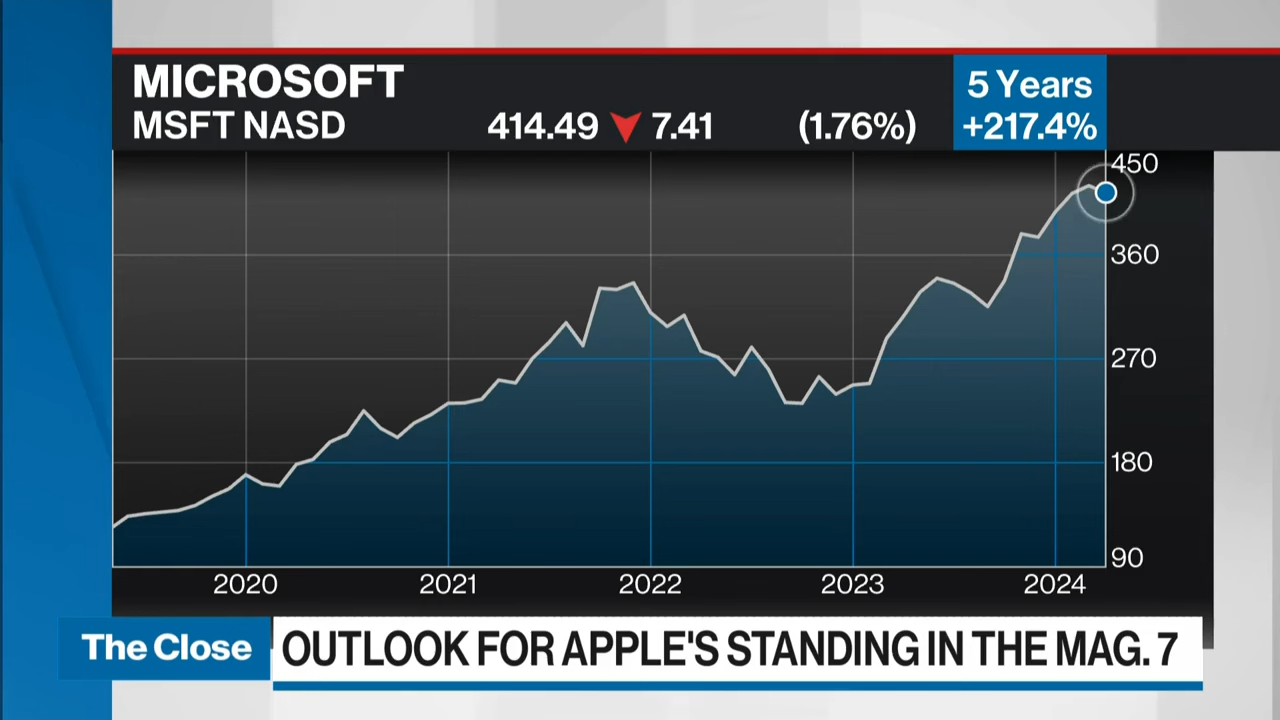 MICROSOFT
MSFT NASD 414.49 7.41 (1.76%)
5 Years
+217.4%
450
360
270
180
90
2020 2021 2022 2023 2024
The Close
OUTLOOK FOR APPLE'S STANDING IN THE MAG. 7